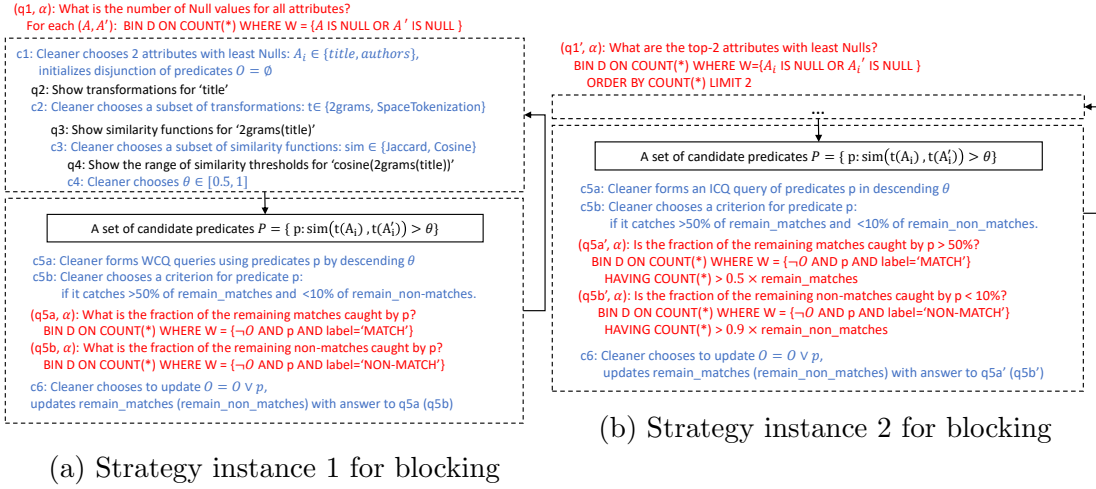 (q1, α): What is the number of Null values for all attributes?
For each (A, A′): BIN D ON COUNT(*) WHERE W = {A IS NULL OR A′ IS NULL }
c1: Cleaner chooses 2 attributes with least Nulls: A_i ∈ {title, authors},
initializes disjunction of predicates O = ∅
q2: Show transformations for ‘title’
c2: Cleaner chooses a subset of transformations: t∈ {2grams, SpaceTokenization}
q3: Show similarity functions for ‘2grams(title)’
c3: Cleaner chooses a subset of similarity functions: sim ∈ {Jaccard, Cosine}
q4: Show the range of similarity thresholds for ‘cosine(2grams(title))’
c4: Cleaner chooses θ ∈ [0.5, 1]
A set of candidate predicates P = { p: sim(t(A_i) , t(A_i′)) > θ}
c5a: Cleaner forms WCQ queries using predicates p by descending θ
c5b: Cleaner chooses a criterion for predicate p:
if it catches >50% of remain_matches and <10% of remain_non-matches.
(q5a, α): What is the fraction of the remaining matches caught by p?
BIN D ON COUNT(*) WHERE W = {¬O AND p AND label=‘MATCH’}
(q5b, α): What is the fraction of the remaining non-matches caught by p?
BIN D ON COUNT(*) WHERE W = {¬O AND p AND label=‘NON-MATCH’}
c6: Cleaner chooses to update O = O ∨ p,
updates remain_matches (remain_non_matches) with answer to q5a (q5b)
(a) Strategy instance 1 for blocking
(q1’, α): What are the top-2 attributes with least Nulls?
BIN D ON COUNT(*) WHERE W={A_i IS NULL OR A_i′ IS NULL }
ORDER BY COUNT(*) LIMIT 2
...
A set of candidate predicates P = { p: sim(t(A_i) , t(A_i′)) > θ}
c5a: Cleaner forms an ICQ query of predicates p in descending θ
c5b: Cleaner chooses a criterion for predicate p:
if it catches >50% of remain_matches and <10% of remain_non_matches.
(q5a’, α): Is the fraction of the remaining matches caught by p > 50%?
BIN D ON COUNT(*) WHERE W = {¬O AND p AND label=‘MATCH’}
HAVING COUNT(*) > 0.5 × remain_matches
(q5b’, α): Is the fraction of the remaining non-matches caught by p < 10%?
BIN D ON COUNT(*) WHERE W = {¬O AND p AND label=‘NON-MATCH’}
HAVING COUNT(*) > 0.9 × remain_non_matches
c6: Cleaner chooses to update O = O ∨ p,
updates remain_matches (remain_non_matches) with answer to q5a’ (q5b’)
(b) Strategy instance 2 for blocking